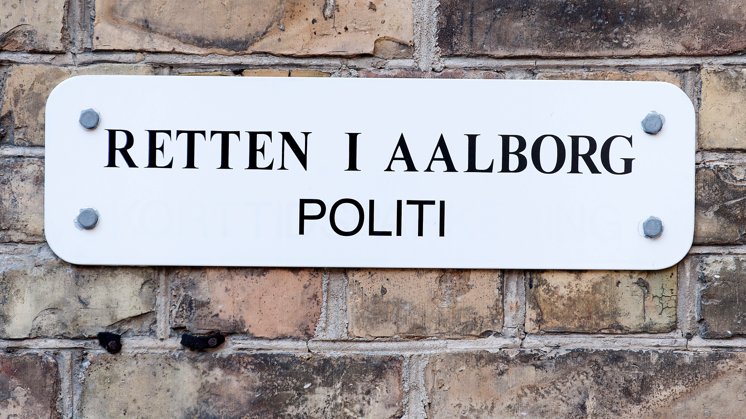 RETTEN I AALBORG
POLITI